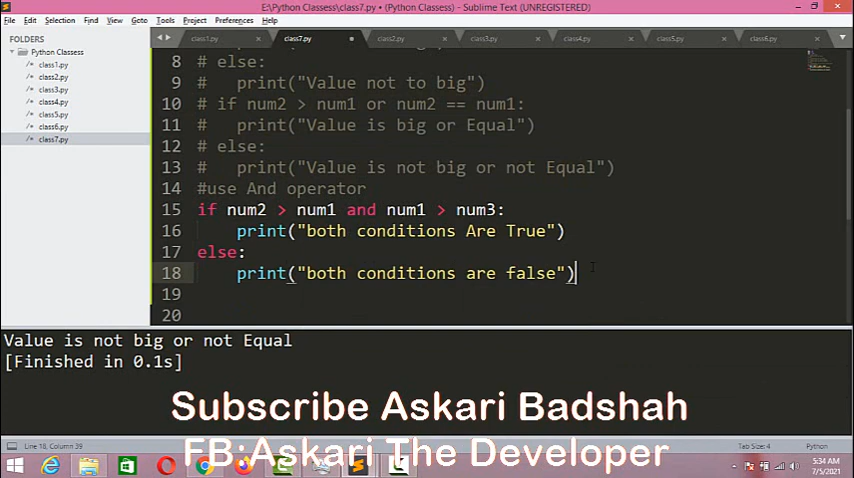 E:\Python Classess\class7.py • (Python Classess) - Sublime Text (UNREGISTERED)
File Edit Selection Find View Goto Tools Project Preferences Help
FOLDERS
Python Classess
class1.py
class2.py
class3.py
class4.py
class5.py
class6.py
class7.py
class1.py class7.py class2.py class3.py class4.py class5.py class6.py
8 # else:
9 #   print("Value not to big")
10 # if num2 > num1 or num2 == num1:
11 #   print("Value is big or Equal")
12 # else:
13 #   print("Value is not big or not Equal")
14 #use And operator
15 if num2 > num1 and num1 > num3:
16     print("both conditions Are True")
17 else:
18     print("both conditions are false")
19
20
Value is not big or not Equal
[Finished in 0.1s]
Subscribe Askari Badshah
FB:Askari The Developer
Line 18, Column 39
Tab Size: 4 Python
5:34 AM
7/5/2021